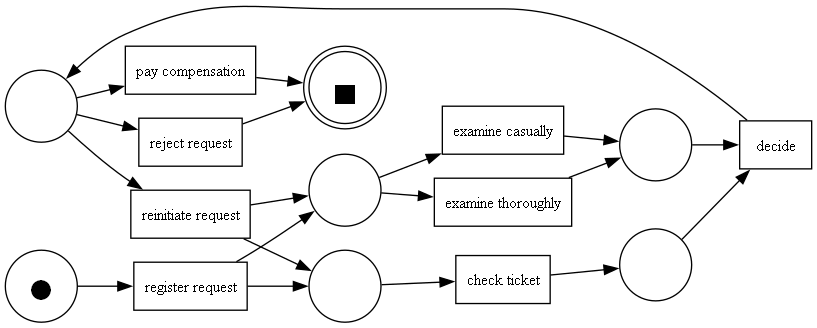 pay compensation
reject request
reinitiate request
register request
examine casually
examine thoroughly
check ticket
decide